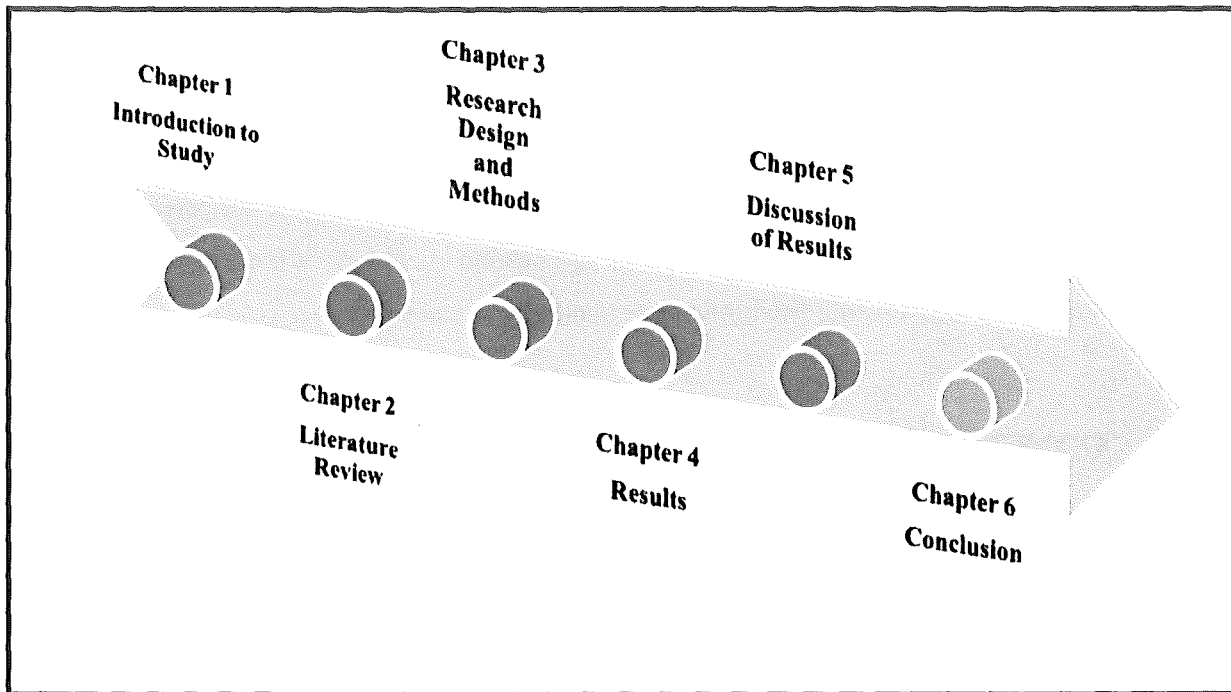 Chapter 1
Introduction to
Study
Chapter 2
Literature
Review
Chapter 3
Research
Design
and
Methods
Chapter 4
Results
Chapter 5
Discussion
of Results
Chapter 6
Conclusion